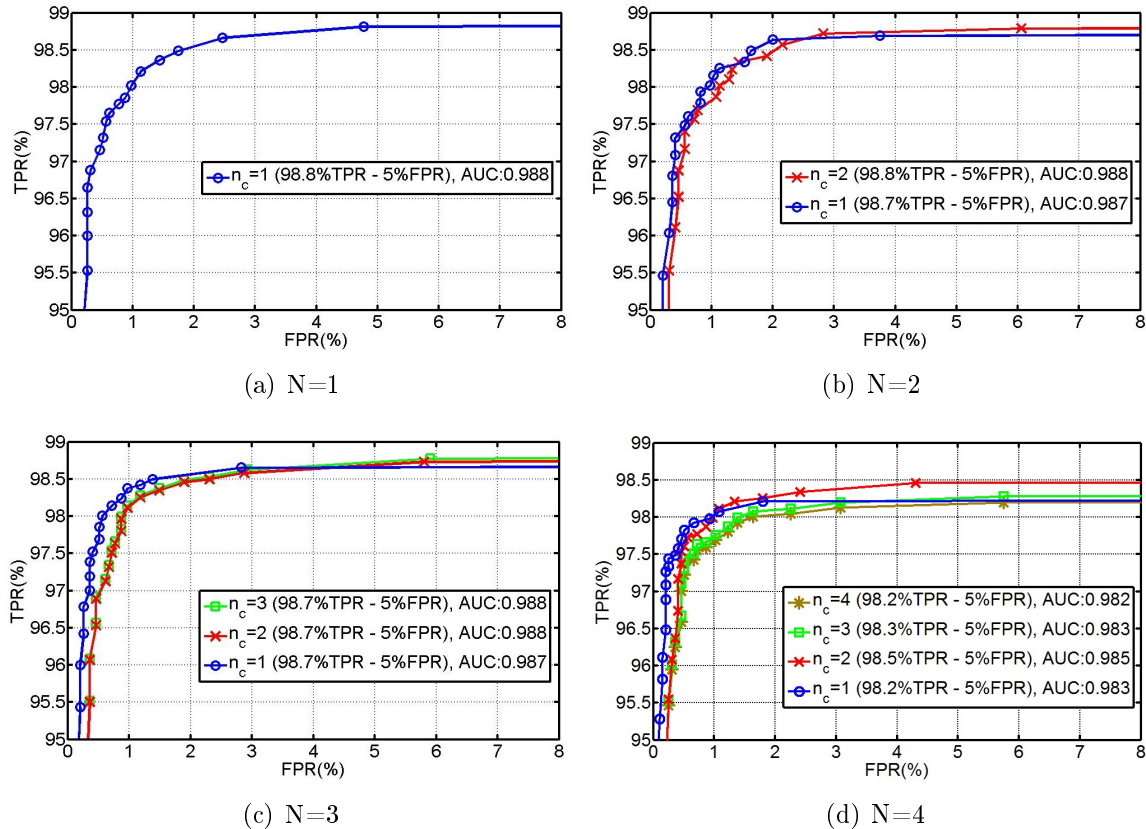 99
98.5
98
97.5
97
96.5
96
95.5
95
TPR(%)
n_c=1 (98.8%TPR - 5%FPR), AUC:0.988
0 1 2 3 4 5 6 7 8
FPR(%)
(a) N=1
99
98.5
98
97.5
97
96.5
96
95.5
95
TPR(%)
n_c=2 (98.8%TPR - 5%FPR), AUC:0.988
n_c=1 (98.7%TPR - 5%FPR), AUC:0.987
0 1 2 3 4 5 6 7 8
FPR(%)
(b) N=2
99
98.5
98
97.5
97
96.5
96
95.5
95
TPR(%)
n_c=3 (98.7%TPR - 5%FPR), AUC:0.988
n_c=2 (98.7%TPR - 5%FPR), AUC:0.988
n_c=1 (98.7%TPR - 5%FPR), AUC:0.987
0 1 2 3 4 5 6 7 8
FPR(%)
(c) N=3
99
98.5
98
97.5
97
96.5
96
95.5
95
TPR(%)
n_c=4 (98.2%TPR - 5%FPR), AUC:0.982
n_c=3 (98.3%TPR - 5%FPR), AUC:0.983
n_c=2 (98.5%TPR - 5%FPR), AUC:0.985
n_c=1 (98.2%TPR - 5%FPR), AUC:0.983
0 1 2 3 4 5 6 7 8
FPR(%)
(d) N=4